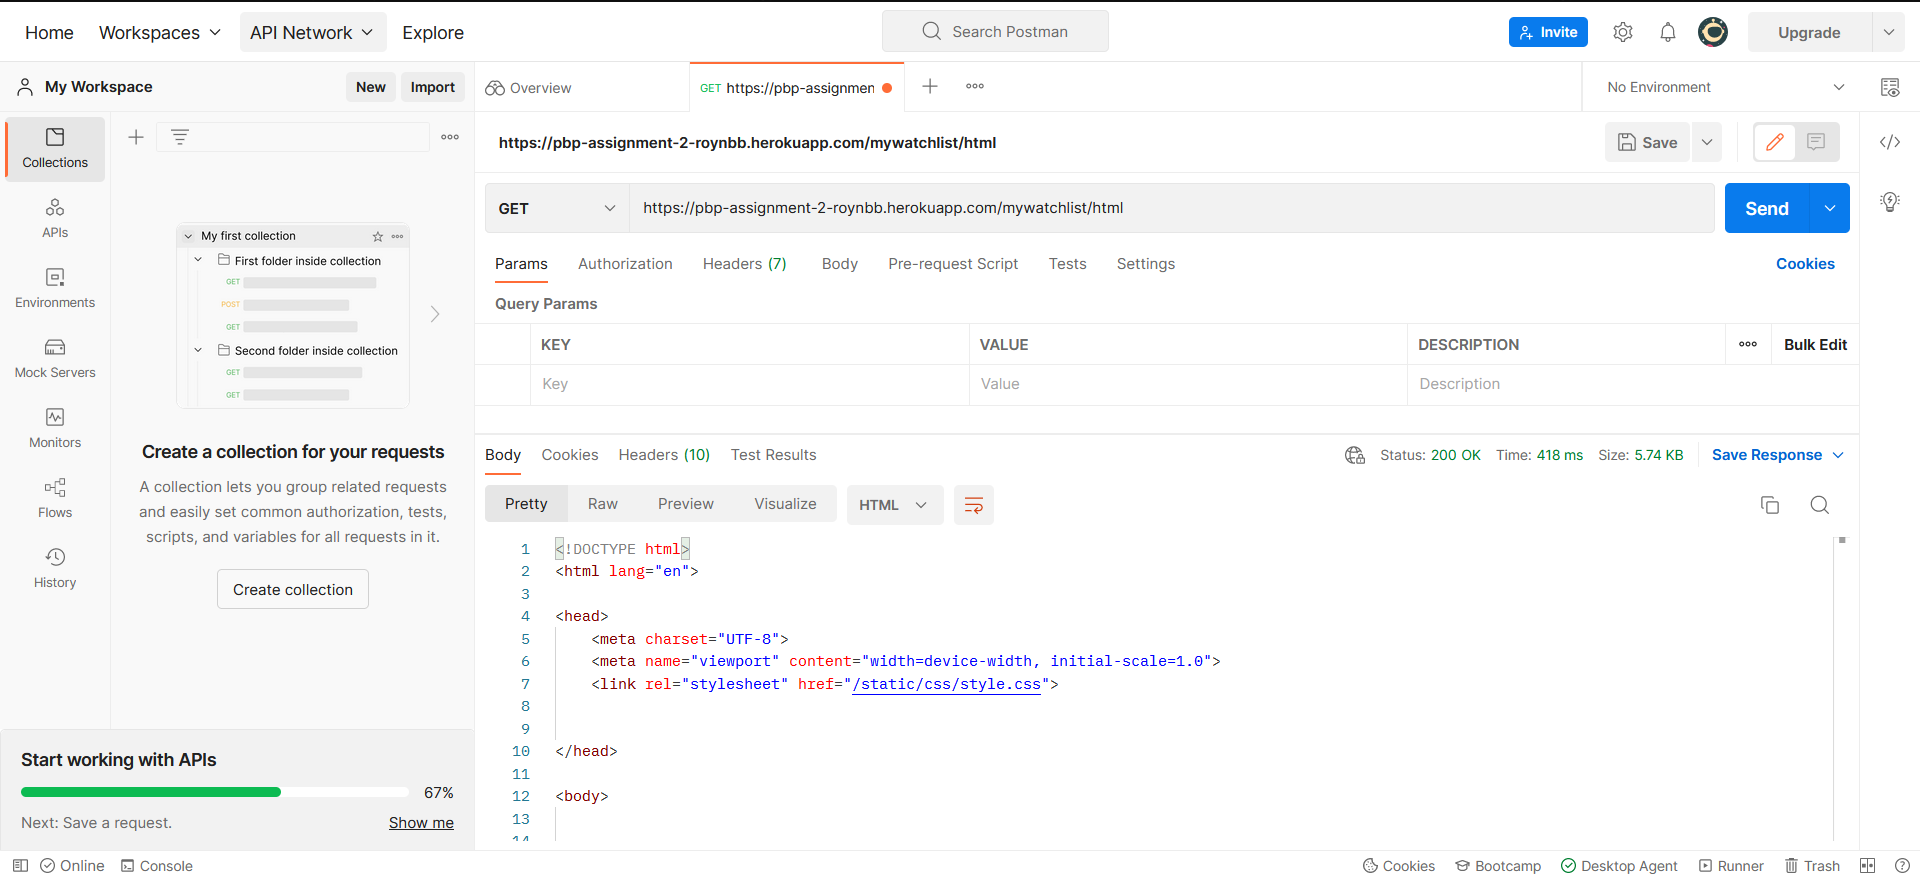 Home Workspaces API Network Explore Search Postman Invite Upgrade
My Workspace New Import
Overview GET https://pbp-assignmen No Environment
Collections
APIs
Environments
Mock Servers
Monitors
Flows
History
My first collection
First folder inside collection
GET
POST
GET
Second folder inside collection
GET
GET
Create a collection for your requests
A collection lets you group related requests
and easily set common authorization, tests,
scripts, and variables for all requests in it.
Create collection
Start working with APIs
67%
Next: Save a request. Show me
https://pbp-assignment-2-roynbb.herokuapp.com/mywatchlist/html Save
GET https://pbp-assignment-2-roynbb.herokuapp.com/mywatchlist/html Send
Params Authorization Headers (7) Body Pre-request Script Tests Settings Cookies
Query Params
KEY VALUE DESCRIPTION Bulk Edit
Key Value Description
Body Cookies Headers (10) Test Results Status: 200 OK Time: 418 ms Size: 5.74 KB Save Response
Pretty Raw Preview Visualize HTML
1 <!DOCTYPE html>
2 <html lang="en">
3
4 <head>
5 <meta charset="UTF-8">
6 <meta name="viewport" content="width=device-width, initial-scale=1.0">
7 <link rel="stylesheet" href="/static/css/style.css">
8
9
10 </head>
11
12 <body>
13
14
Online Console Cookies Bootcamp Desktop Agent Runner Trash